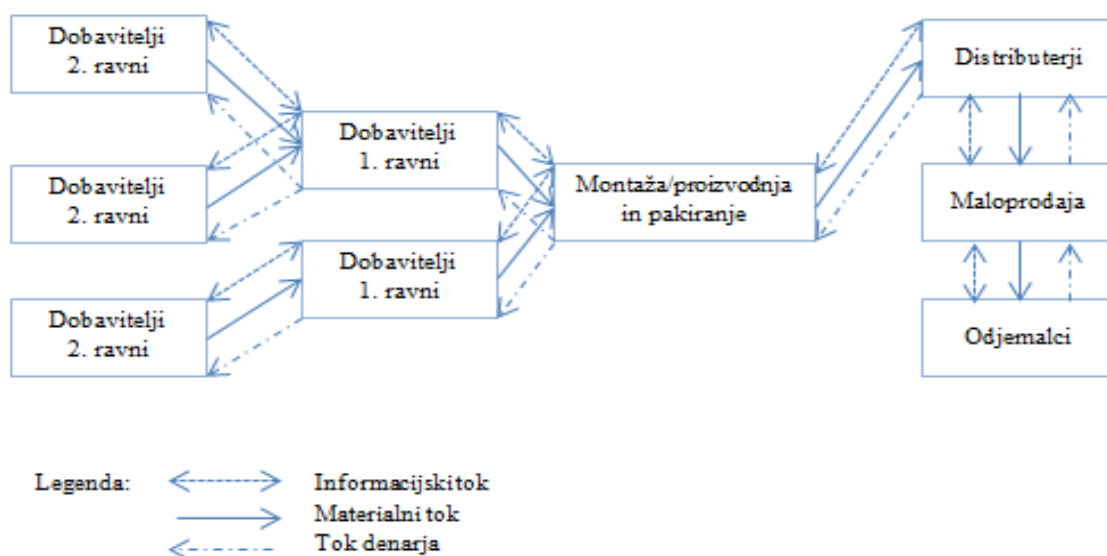 Dobavitelji
2. ravni
Dobavitelji
2. ravni
Dobavitelji
2. ravni
Dobavitelji
1. ravni
Dobavitelji
1. ravni
Montaža/proizvodnja
in pakiranje
Distributerji
Maloprodaja
Odjemalci
Legenda:
Informacijski tok
Materialni tok
Tok denarja